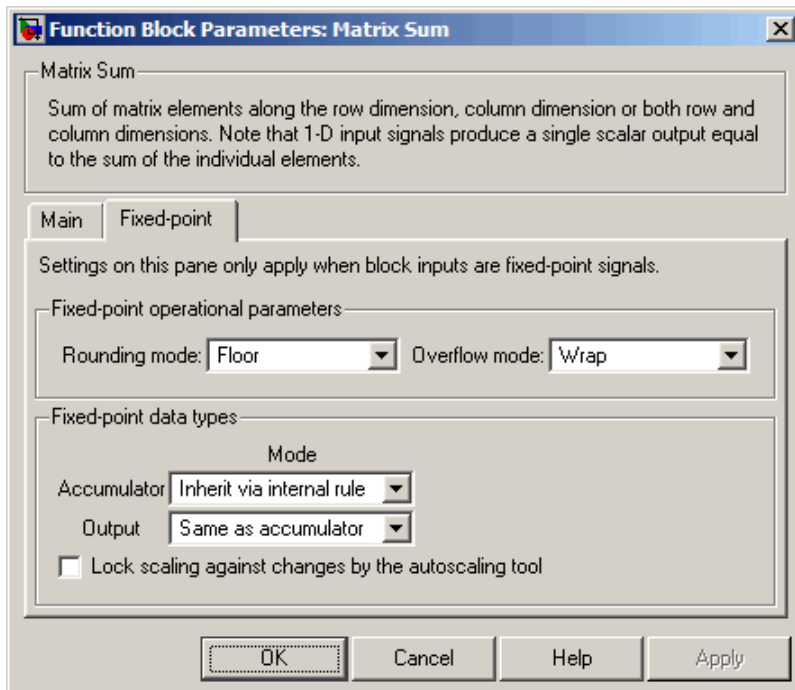 Function Block Parameters: Matrix Sum
Matrix Sum
Sum of matrix elements along the row dimension, column dimension or both row and
column dimensions. Note that 1-D input signals produce a single scalar output equal
to the sum of the individual elements.
Main Fixed-point
Settings on this pane only apply when block inputs are fixed-point signals.
Fixed-point operational parameters
Rounding mode: Floor Overflow mode: Wrap
Fixed-point data types
Mode
Accumulator Inherit via internal rule
Output Same as accumulator
Lock scaling against changes by the autoscaling tool
OK Cancel Help Apply